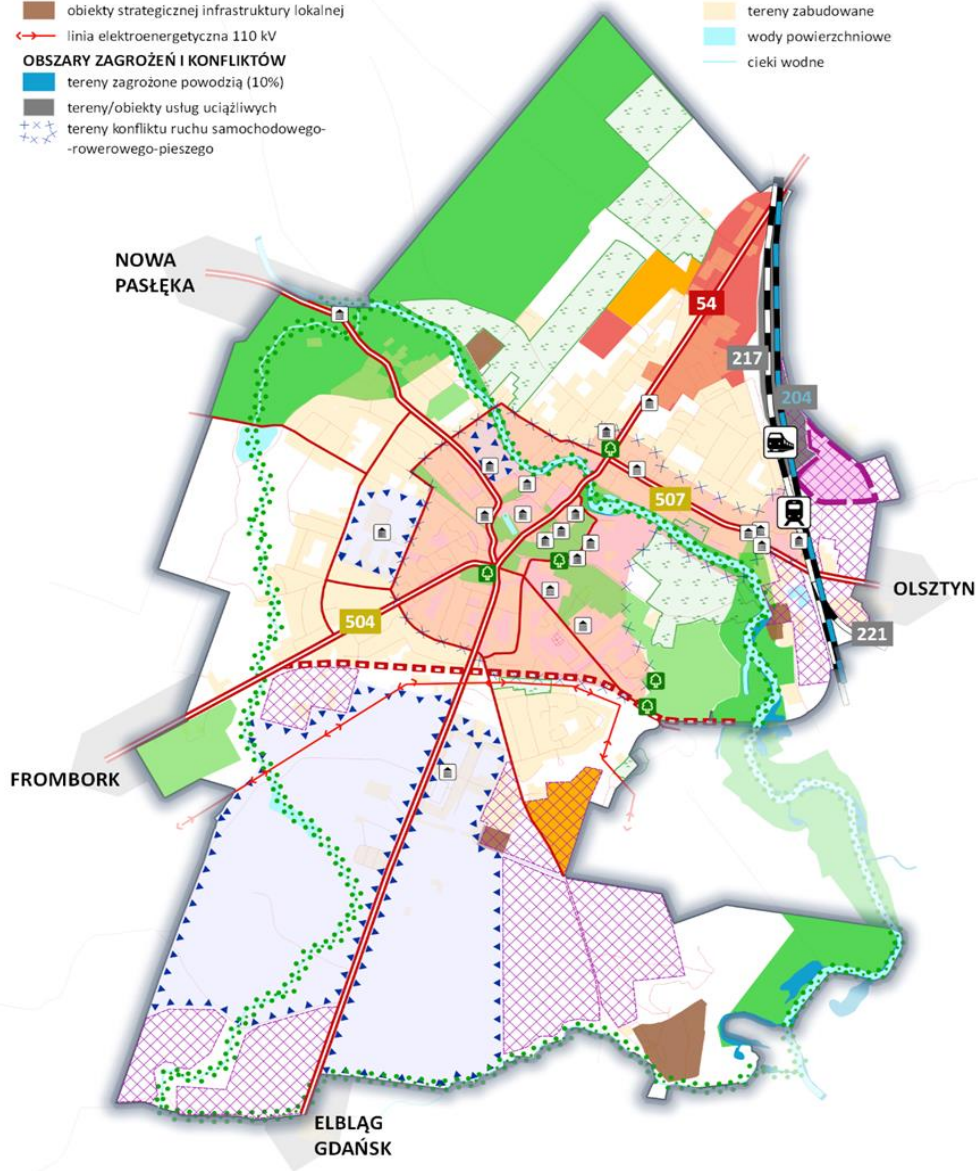 obiekty strategicznej infrastruktury lokalnej
linia elektroenergetyczna 110 kV
OBSZARY ZAGROŻEŃ I KONFLIKTÓW
tereny zagrożone powodzią (10%)
tereny/obiekty usług uciążliwych
tereny konfliktu ruchu samochodowego-
-rowerowego-pieszego
tereny zabudowane
wody powierzchniowe
cieki wodne
NOWA
PASŁĘKA
54
217
204
507
OLSZTYN
504
221
FROMBORK
ELBLĄG
GDAŃSK